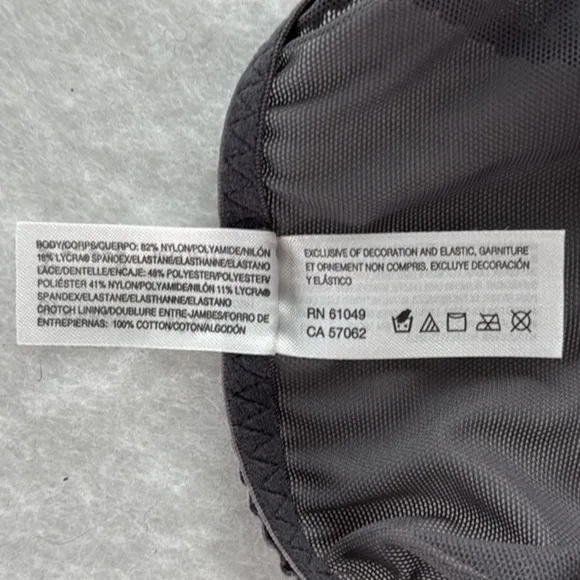 BODY/CORPS/CUERPO: 82% NYLON/POLYAMIDE/NILÓN
18% LYCRA® SPANDEX/ELASTANE/ELASTHANNE/ELASTANO
LACE/DENTELLE/ENCAJE: 48% POLYESTER/POLYESTER/
POLIÉSTER 41% NYLON/POLYAMIDE/NILÓN 11% LYCRA®
SPANDEX/ELASTANE/ELASTHANNE/ELASTANO
CROTCH LINING/DOUBLURE ENTRE-JAMBES/FORRO DE
ENTREPIERNAS: 100% COTTON/COTON/ALGODÓN
EXCLUSIVE OF DECORATION AND ELASTIC, GARNITURE
ET ORNEMENT NON COMPRIS. EXCLUYE DECORACIÓN
Y ELÁSTICO
RN 61049
CA 57062